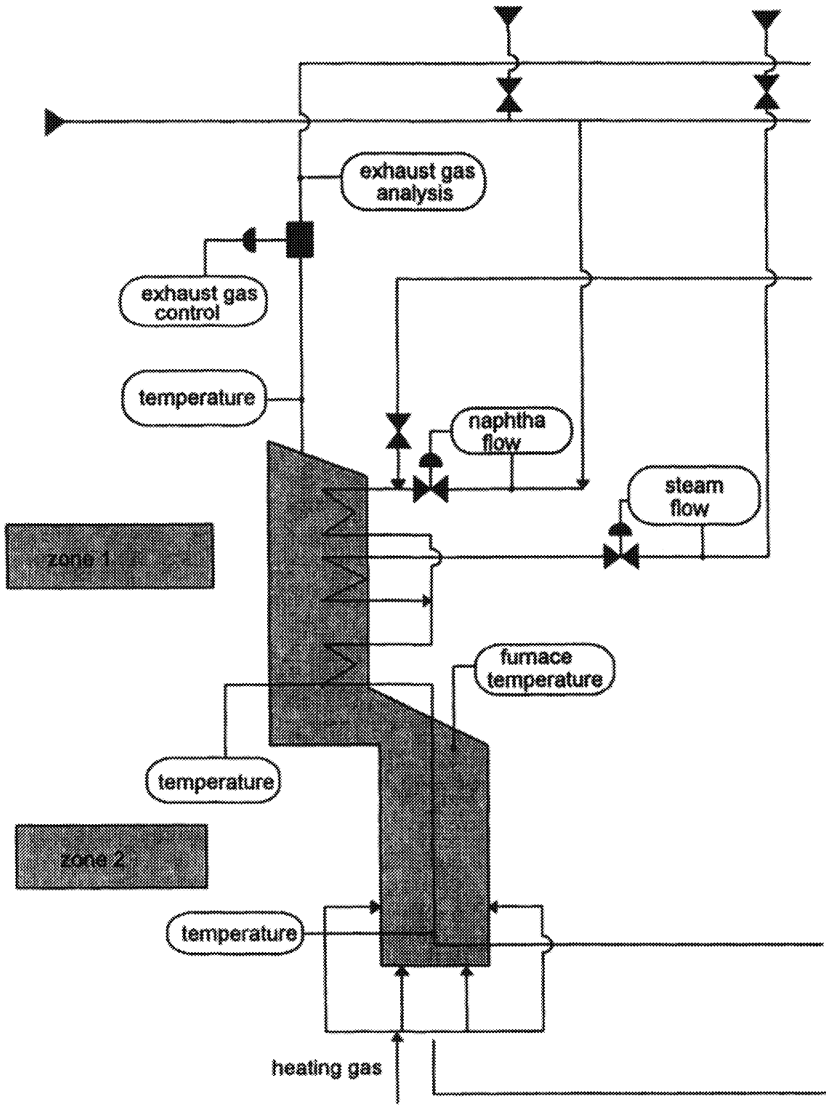 exhaust gas
analysis
exhaust gas
control
temperature
naphtha
flow
steam
flow
zone 1
furnace
temperature
temperature
zone 2
temperature
heating gas